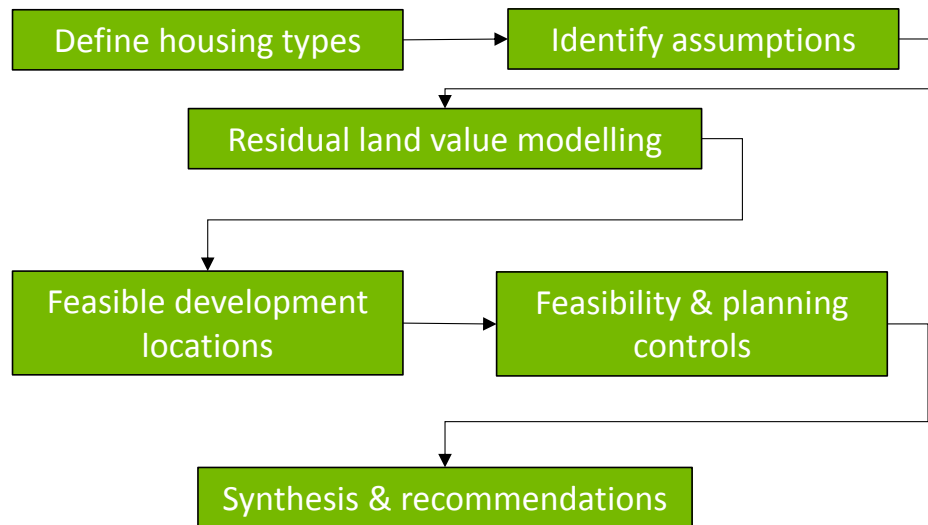 Define housing types
Identify assumptions
Residual land value modelling
Feasible development
locations
Feasibility & planning
controls
Synthesis & recommendations